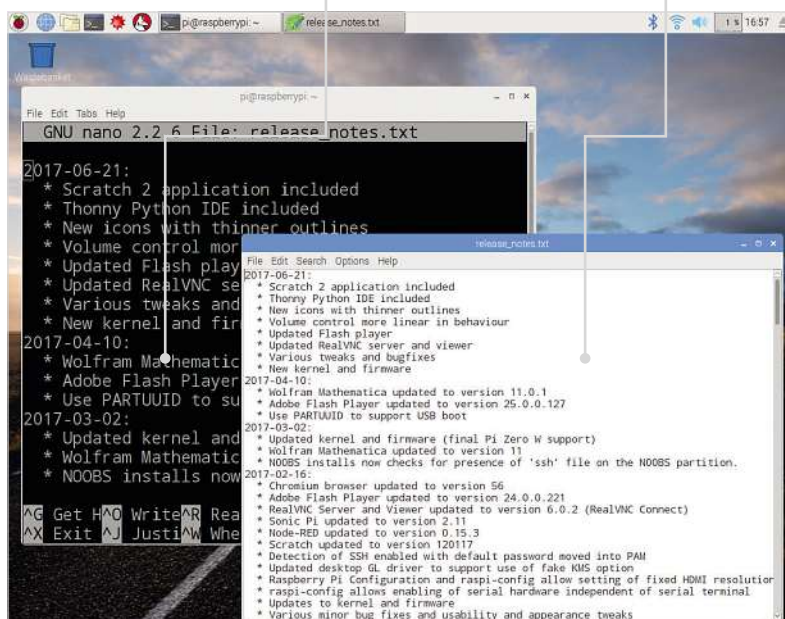 pi@raspberrypi: ~
release_notes.txt
1 %
16:57
Wastebasket
pi@raspberrypi: ~
File Edit Tabs Help
GNU nano 2.2.6 File: release_notes.txt
2017-06-21:
* Scratch 2 application included
* Thonny Python IDE included
* New icons with thinner outlines
* Volume control mor
* Updated Flash play
* Updated RealVNC se
* Various tweaks and
* New kernel and fir
2017-04-10:
* Wolfram Mathematic
* Adobe Flash Player
* Use PARTUUID to su
2017-03-02:
* Updated kernel and
* Wolfram Mathematic
* NOOBS installs now
^G Get H^O Write^R Rea
^X Exit ^J Justi^W Whe
release_notes.txt
File Edit Search Options Help
2017-06-21:
* Scratch 2 application included
* Thonny Python IDE included
* New icons with thinner outlines
* Volume control more linear in behaviour
* Updated Flash player
* Updated RealVNC server and viewer
* Various tweaks and bugfixes
* New kernel and firmware
2017-04-10:
* Wolfram Mathematica updated to version 11.0.1
* Adobe Flash Player updated to version 25.0.0.127
* Use PARTUUID to support USB boot
2017-03-02:
* Updated kernel and firmware (final Pi Zero W support)
* Wolfram Mathematica updated to version 11
* NOOBS installs now checks for presence of 'ssh' file on the NOOBS partition.
2017-02-16:
* Chromium browser updated to version 56
* Adobe Flash Player updated to version 24.0.0.221
* RealVNC Server and Viewer updated to version 6.0.2 (RealVNC Connect)
* Sonic Pi updated to version 2.11
* Node-RED updated to version 0.15.3
* Scratch updated to version 120117
* Detection of SSH enabled with default password moved into PAM
* Updated desktop GL driver to support use of fake KMS option
* Raspberry Pi Configuration and raspi-config allow setting of fixed HDMI resolution
* raspi-config allows enabling of serial hardware independent of serial terminal
* Updates to kernel and firmware
* Various minor bug fixes and usability and appearance tweaks